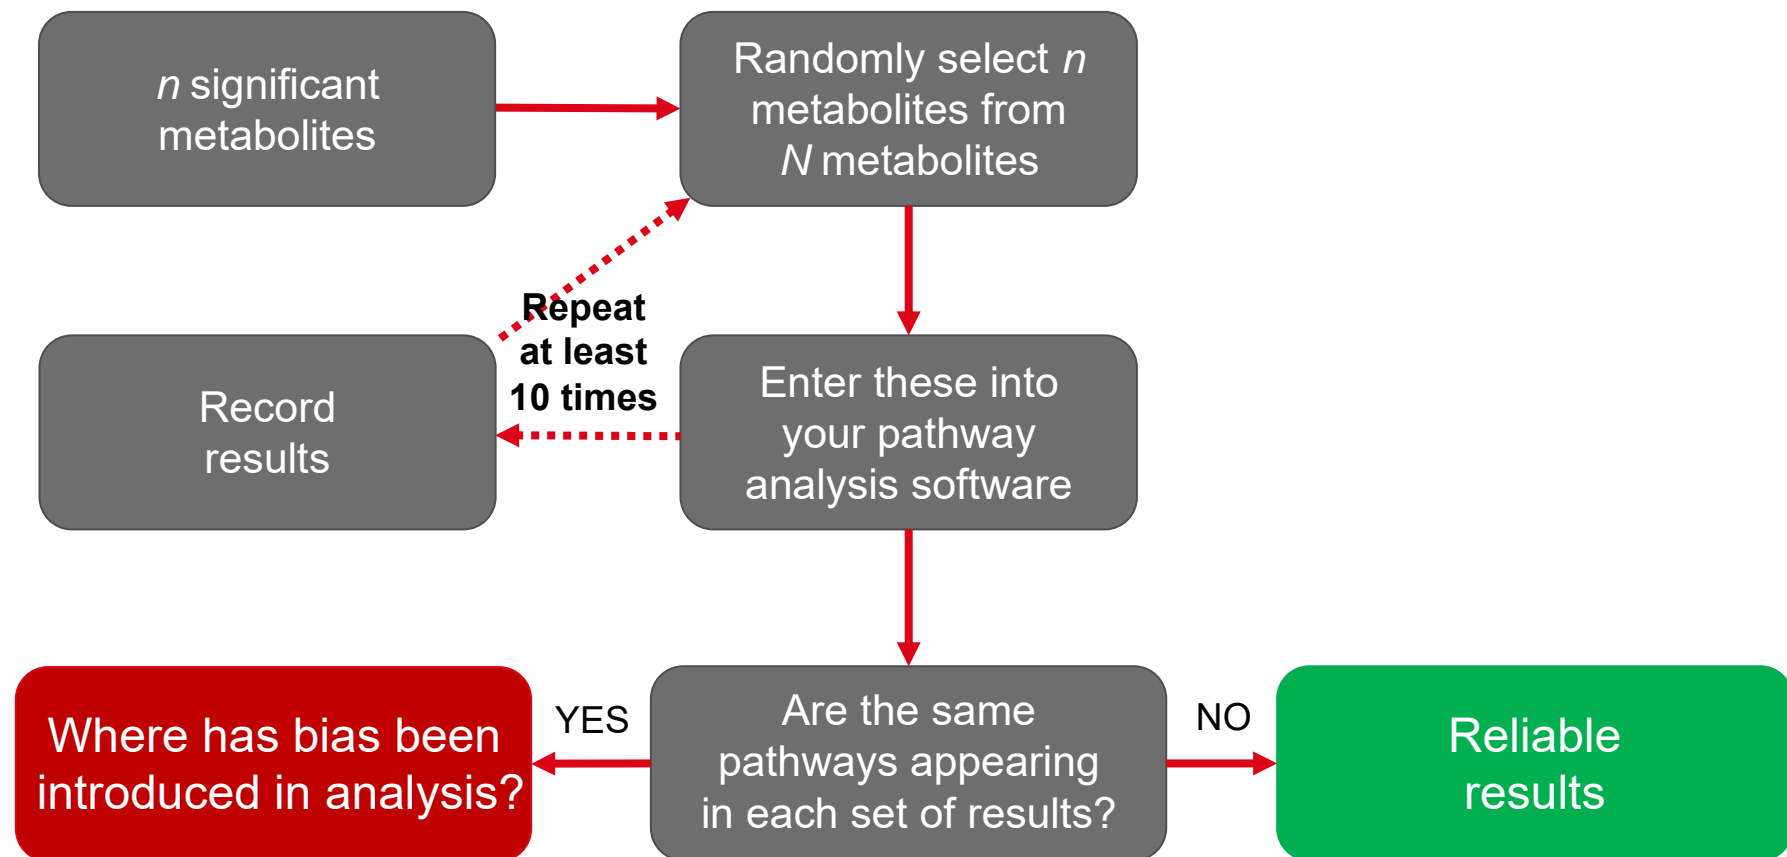 n significant
metabolites
Randomly select n
metabolites from
N metabolites
Repeat
at least
10 times
Record
results
Enter these into
your pathway
analysis software
Where has bias been
introduced in analysis?
YES
Are the same
pathways appearing
in each set of results?
NO
Reliable
results